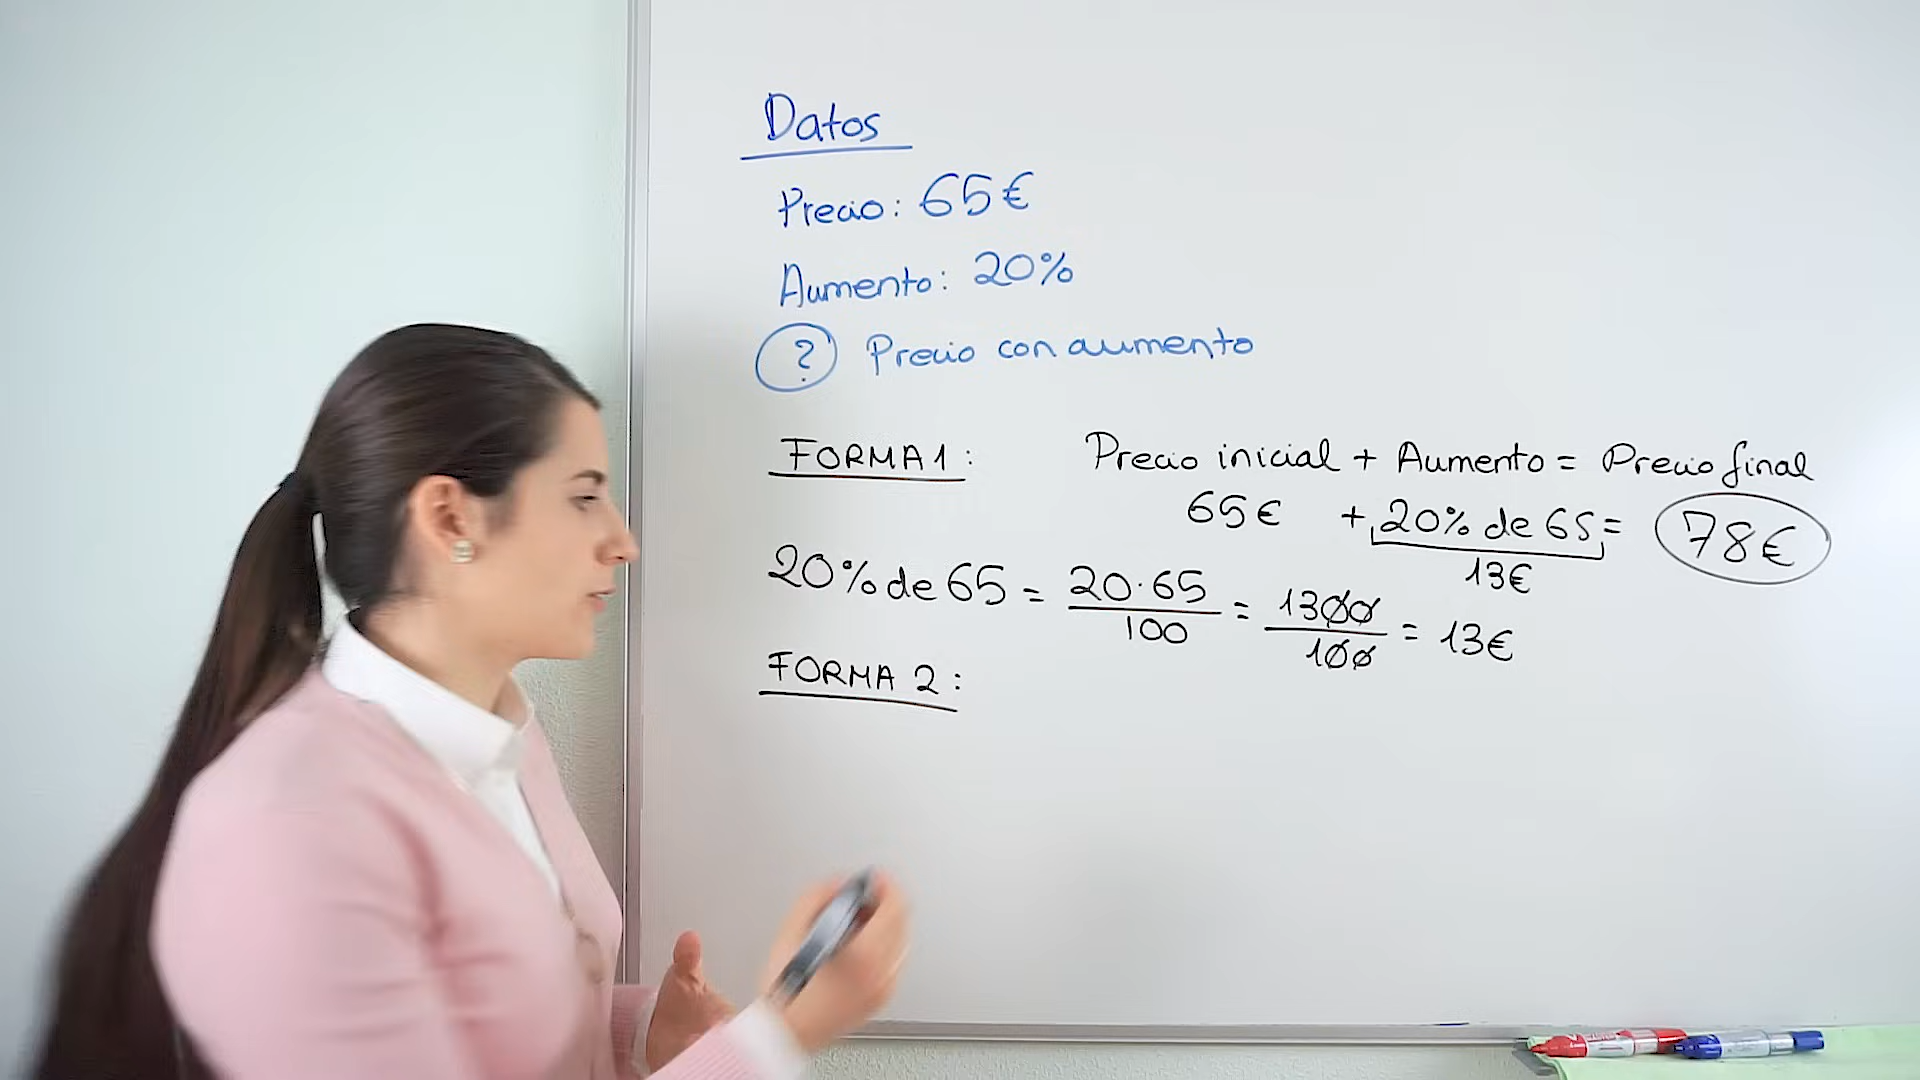 Datos
Precio: 65€
Aumento: 20%
? Precio con aumento
FORMA 1: Precio inicial + Aumento = Precio final
65€ + 20% de 65 = 78€
13€
20% de 65 = 20·65/100 = 1300/100 = 13€
FORMA 2: